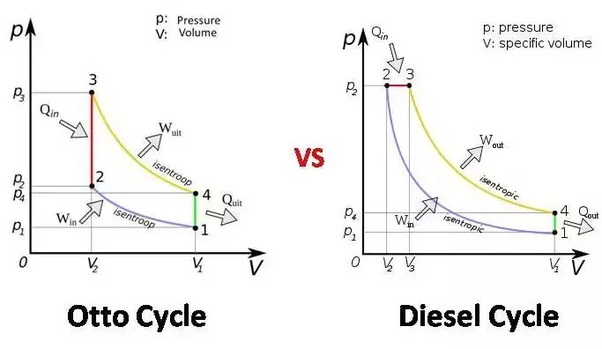 p: Pressure
V: Volume
p
3
p₃
Qin
Wuit
isentroop
2
p₂
p₄
4
Quit
Win
isentroop
p₁
1
0
V₂
V₁
V
Otto Cycle
VS
Qin
p: pressure
V: specific volume
p
2 3
p₂
Wout
isentropic
p₄
4
Qout
Win
isentropic
p₁
1
0
V₂
V₃
V₁
V
Diesel Cycle